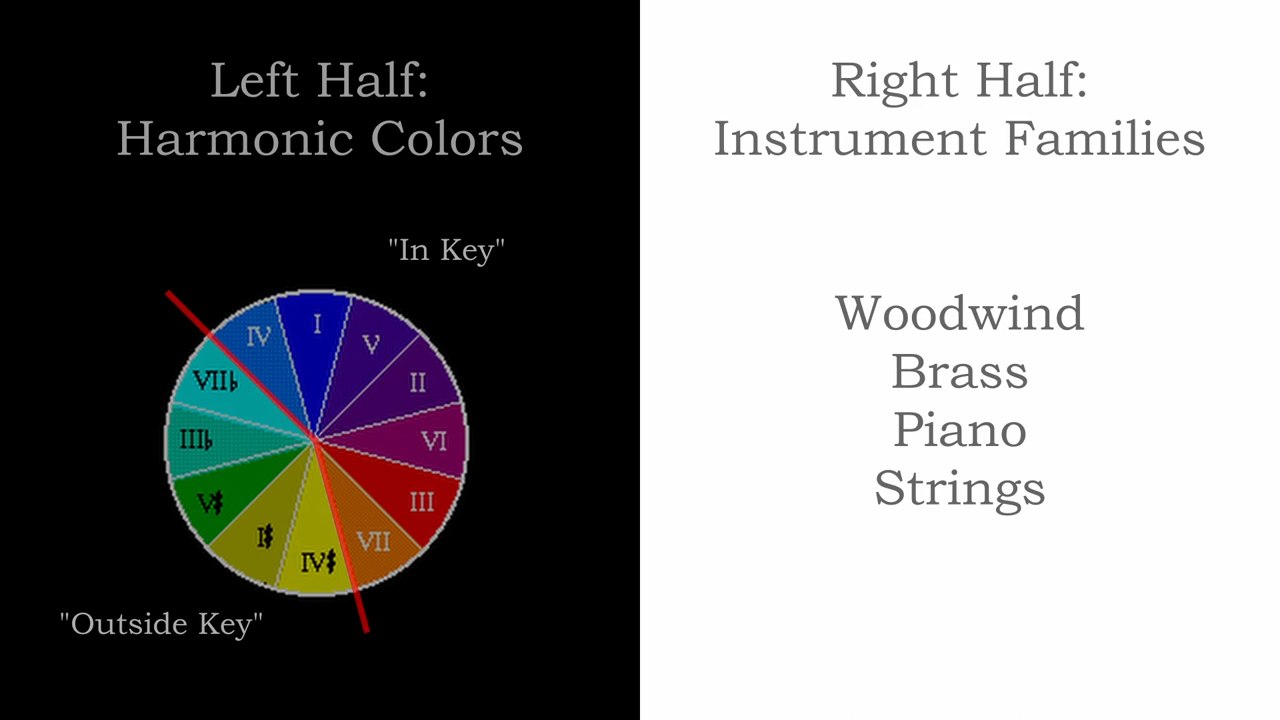 Left Half:
Harmonic Colors
"In Key"
I
IV
V
VII♭
II
III♭
VI
V♯
III
I♯
VII
IV♯
"Outside Key"
Right Half:
Instrument Families
Woodwind
Brass
Piano
Strings